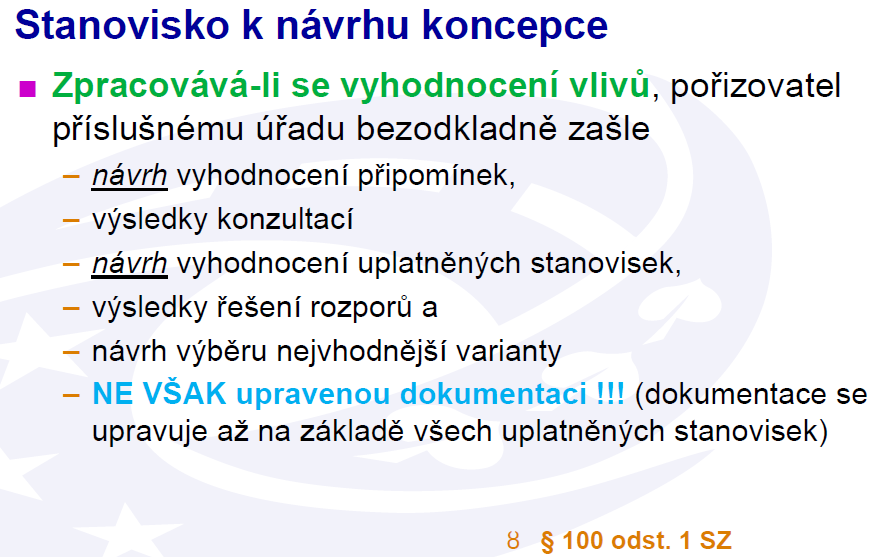 Stanovisko k návrhu koncepce
■ Zpracovává-li se vyhodnocení vlivů, pořizovatel
příslušnému úřadu bezodkladně zašle
– návrh vyhodnocení připomínek,
– výsledky konzultací
– návrh vyhodnocení uplatněných stanovisek,
– výsledky řešení rozporů a
– návrh výběru nejvhodnější varianty
– NE VŠAK upravenou dokumentaci !!! (dokumentace se
upravuje až na základě všech uplatněných stanovisek)
8 § 100 odst. 1 SZ